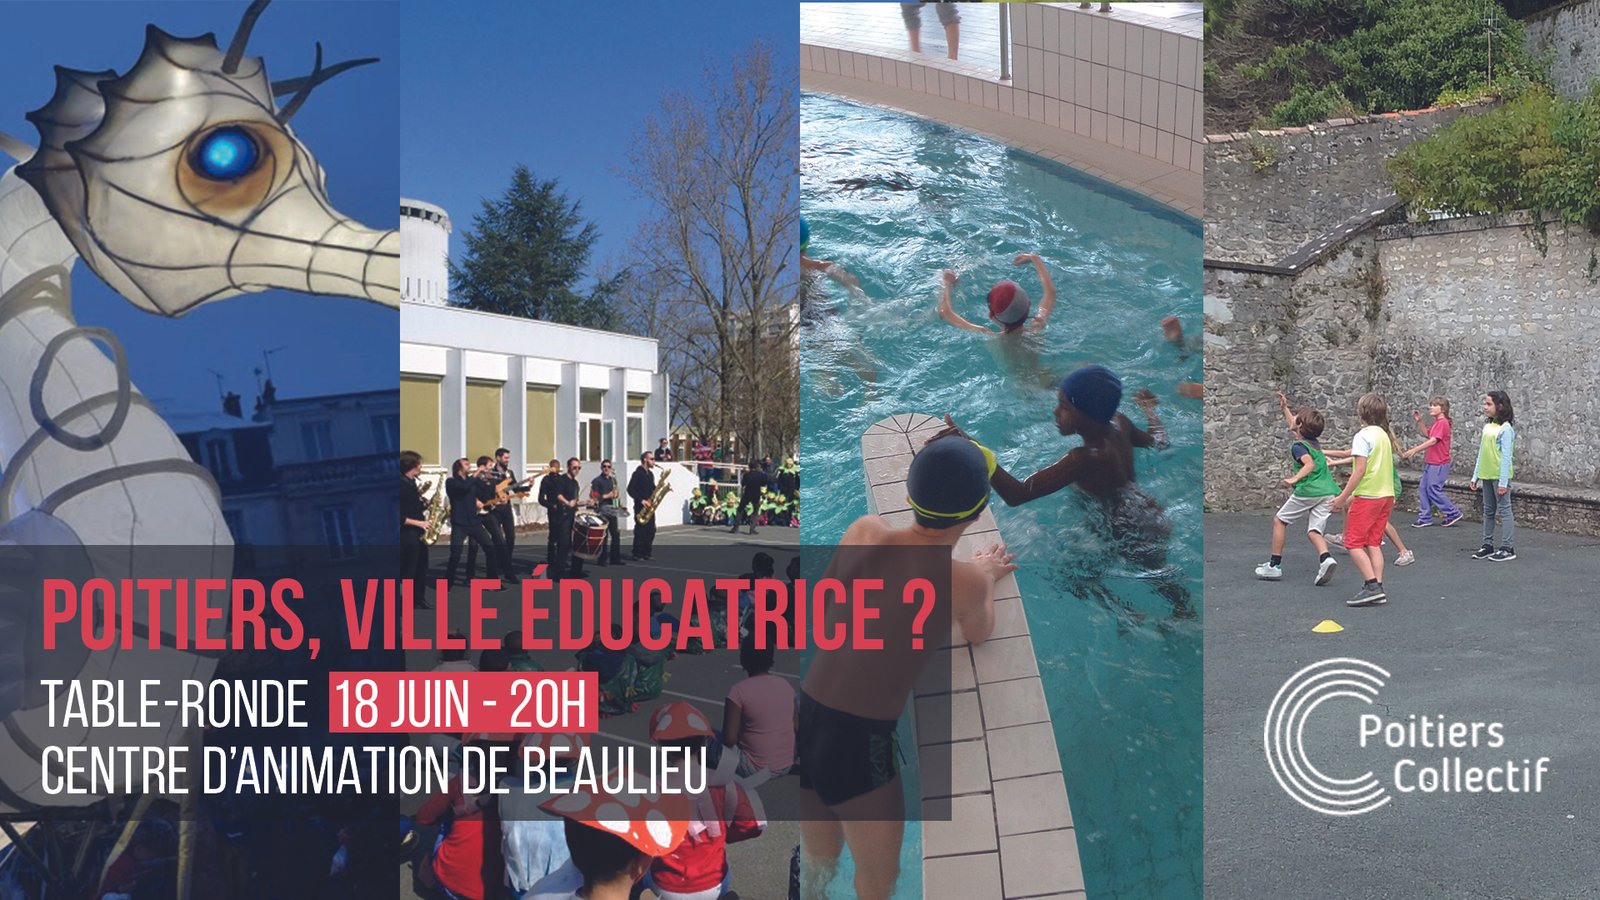 POITIERS, VILLE ÉDUCATRICE ?
TABLE-RONDE 18 JUIN - 20H
CENTRE D'ANIMATION DE BEAULIEU
Poitiers
Collectif